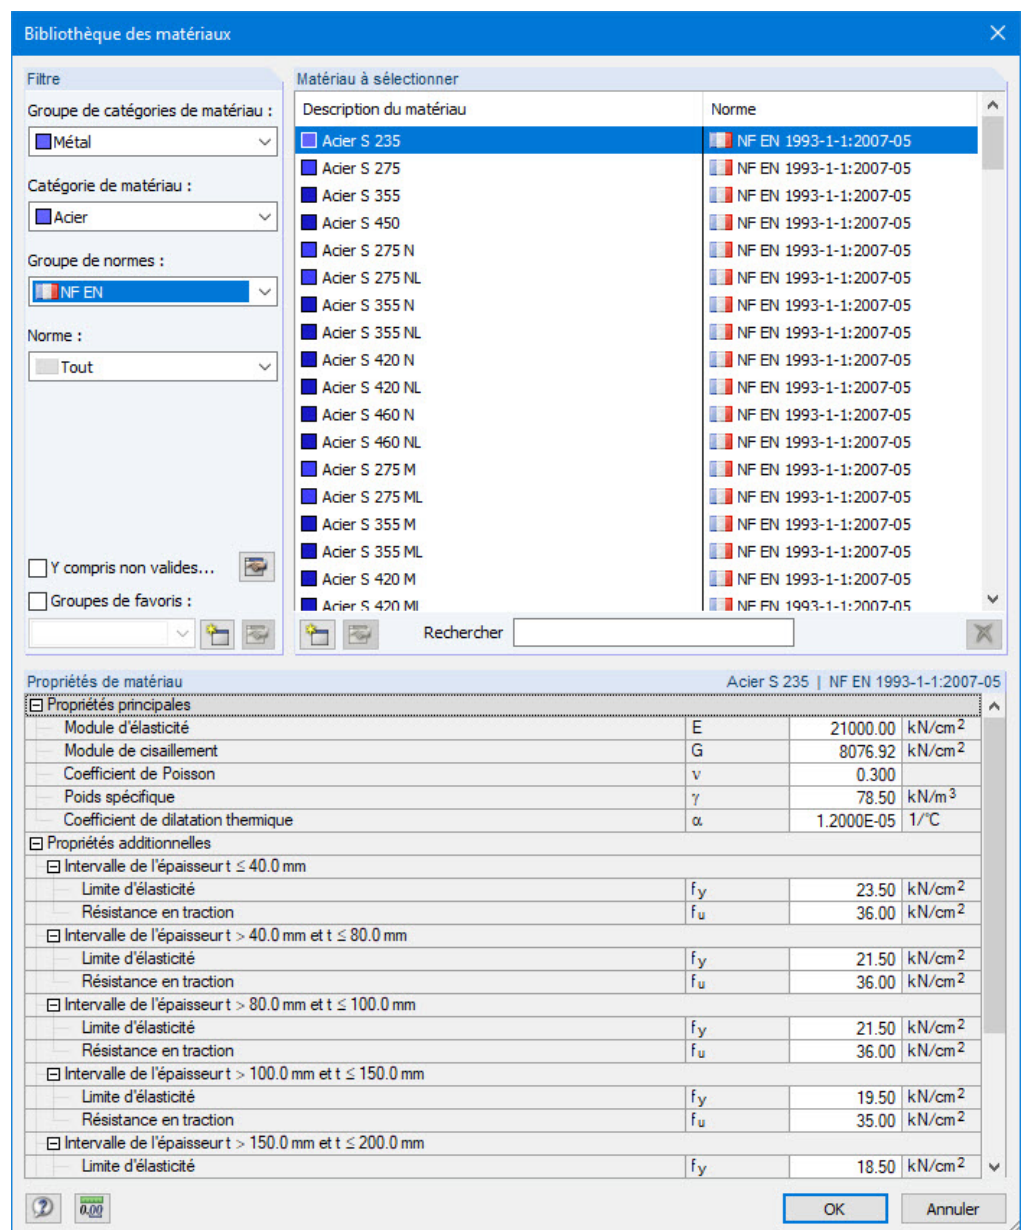 Bibliothèque des matériaux
Filtre
Groupe de catégories de matériau :
Métal
Catégorie de matériau :
Acier
Groupe de normes :
NF EN
Norme :
Tout
Y compris non valides...
Groupes de favoris :
Matériau à sélectionner
Description du matériau Norme
Acier S 235 NF EN 1993-1-1:2007-05
Acier S 275 NF EN 1993-1-1:2007-05
Acier S 355 NF EN 1993-1-1:2007-05
Acier S 450 NF EN 1993-1-1:2007-05
Acier S 275 N NF EN 1993-1-1:2007-05
Acier S 275 NL NF EN 1993-1-1:2007-05
Acier S 355 N NF EN 1993-1-1:2007-05
Acier S 355 NL NF EN 1993-1-1:2007-05
Acier S 420 N NF EN 1993-1-1:2007-05
Acier S 420 NL NF EN 1993-1-1:2007-05
Acier S 460 N NF EN 1993-1-1:2007-05
Acier S 460 NL NF EN 1993-1-1:2007-05
Acier S 275 M NF EN 1993-1-1:2007-05
Acier S 275 ML NF EN 1993-1-1:2007-05
Acier S 355 M NF EN 1993-1-1:2007-05
Acier S 355 ML NF EN 1993-1-1:2007-05
Acier S 420 M NF EN 1993-1-1:2007-05
Acier S 420 ML NF EN 1993-1-1:2007-05
Rechercher
Propriétés de matériau Acier S 235 | NF EN 1993-1-1:2007-05
Propriétés principales
Module d'élasticité E 21000.00 kN/cm²
Module de cisaillement G 8076.92 kN/cm²
Coefficient de Poisson ν 0.300
Poids spécifique γ 78.50 kN/m³
Coefficient de dilatation thermique α 1.2000E-05 1/°C
Propriétés additionnelles
Intervalle de l'épaisseur t ≤ 40.0 mm
Limite d'élasticité fy 23.50 kN/cm²
Résistance en traction fu 36.00 kN/cm²
Intervalle de l'épaisseur t > 40.0 mm et t ≤ 80.0 mm
Limite d'élasticité fy 21.50 kN/cm²
Résistance en traction fu 36.00 kN/cm²
Intervalle de l'épaisseur t > 80.0 mm et t ≤ 100.0 mm
Limite d'élasticité fy 21.50 kN/cm²
Résistance en traction fu 36.00 kN/cm²
Intervalle de l'épaisseur t > 100.0 mm et t ≤ 150.0 mm
Limite d'élasticité fy 19.50 kN/cm²
Résistance en traction fu 35.00 kN/cm²
Intervalle de l'épaisseur t > 150.0 mm et t ≤ 200.0 mm
Limite d'élasticité fy 18.50 kN/cm²
0.00
OK Annuler